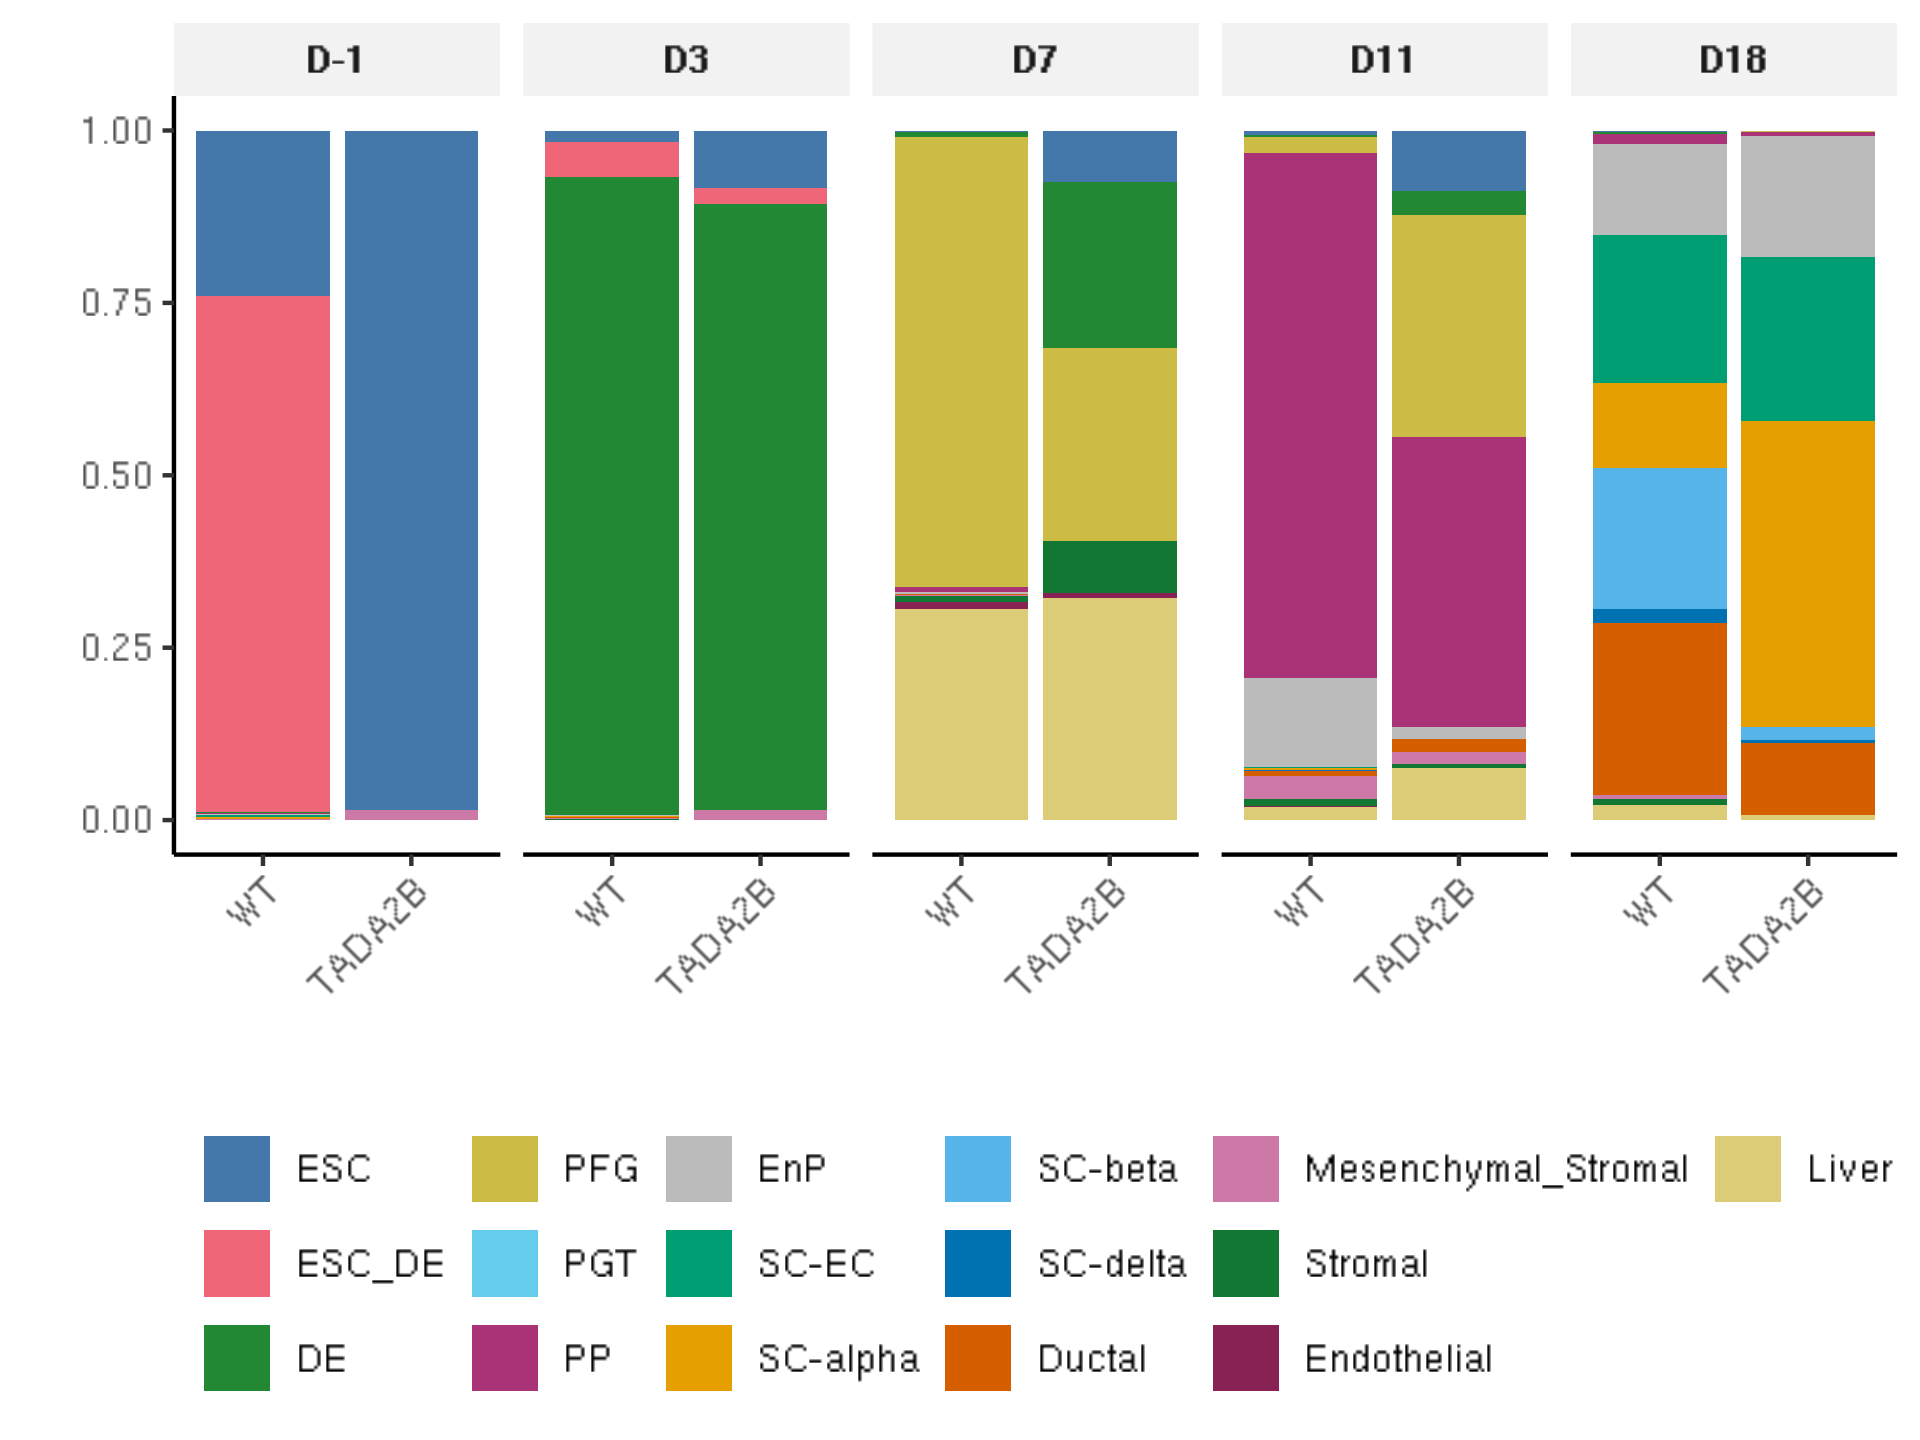 D-1 D3 D7 D11 D18
1.00
0.75
0.50
0.25
0.00
WT TADA2B WT TADA2B WT TADA2B WT TADA2B WT TADA2B
ESC PFG EnP SC-beta Mesenchymal_Stromal Liver
ESC_DE PGT SC-EC SC-delta Stromal
DE PP SC-alpha Ductal Endothelial